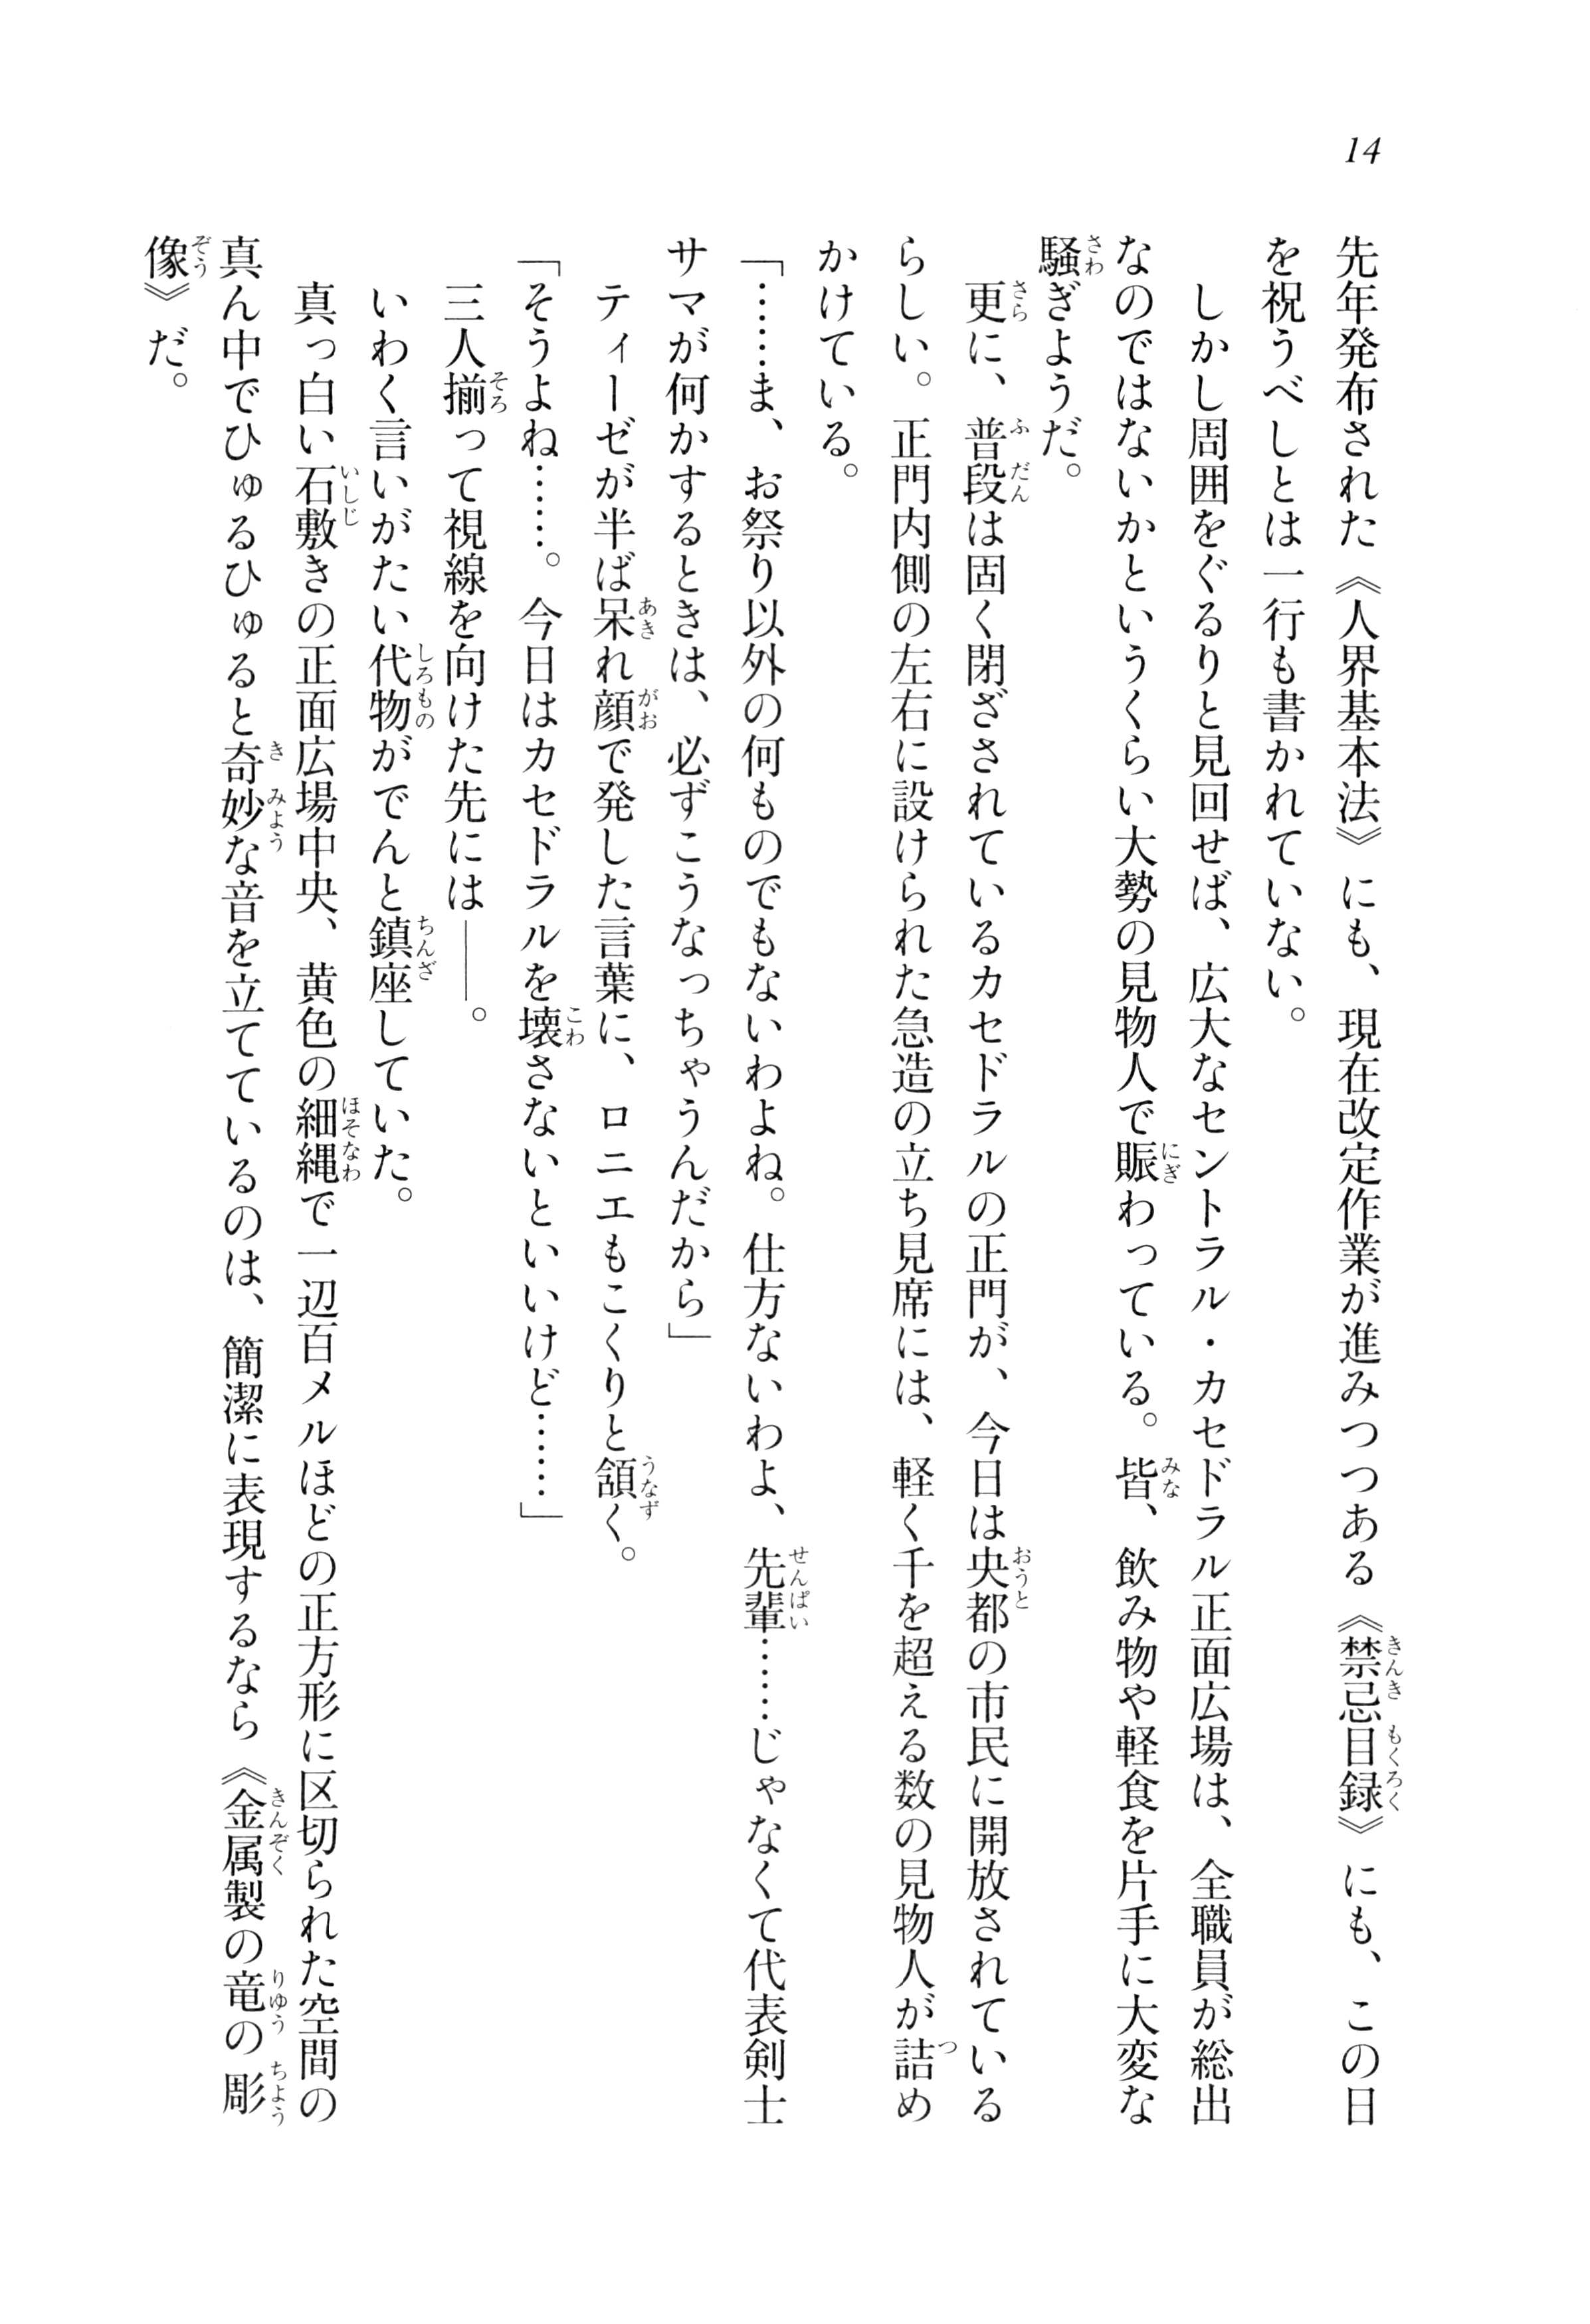 14
先年発布された《人界基本法》にも、現在改定作業が進みつつある《禁忌目録》にも、この日
を祝うべしとは一行も書かれていない。
しかし周囲をぐるりと見回せば、広大なセントラル・カセドラル正面広場は、全職員が総出
なのではないかというくらい大勢の見物人で賑わっている。皆、飲み物や軽食を片手に大変な
騒ぎようだ。
更に、普段は固く閉ざされているカセドラルの正門が、今日は央都の市民に開放されている
らしい。正門内側の左右に設けられた急造の立ち見席には、軽く千を超える数の見物人が詰め
かけている。
「……ま、お祭り以外の何ものでもないわよね。仕方ないわよ、先輩……じゃなくて代表剣士
サマが何かするときは、必ずこうなっちゃうんだから」
ティーゼが半ば呆れ顔で発した言葉に、ロニエもこくりと頷く。
「そうよね……。今日はカセドラルを壊さないといいけど……」
三人揃って視線を向けた先には――。
いわく言いがたい代物がでんと鎮座していた。
真っ白い石敷きの正面広場中央、黄色の細縄で一辺百メルほどの正方形に区切られた空間の
真ん中でひゅるひゅると奇妙な音を立てているのは、簡潔に表現するなら《金属製の竜の彫
像》だ。